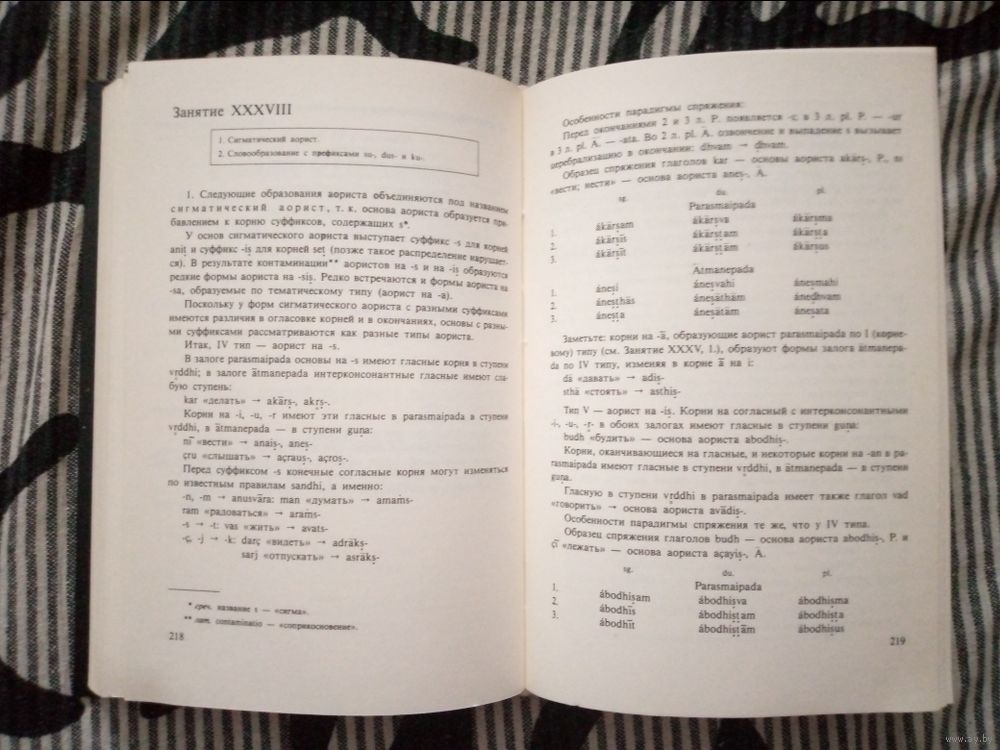 Занятие XXXVIII
1. Сигматический аорист.
2. Словообразование с префиксами su-, dus- и ku-.
1. Следующие образования аориста объединяются под названием
сигматический аорист, т. к. основа аориста образуется при-
бавлением к корню суффиксов, содержащих s*.
У основ сигматического аориста выступает суффикс -s для корней
aniṭ и суффикс -iṣ для корней seṭ (позже такое распределение нарушает-
ся). В результате контаминации** аористов на -s и на -iṣ образуются
редкие формы аориста на -siṣ. Редко встречаются и формы аориста на
-sa, образуемые по тематическому типу (аорист на -a).
Поскольку у форм сигматического аориста с разными суффиксами
имеются различия в огласовке корней и в окончаниях, основы с разны-
ми суффиксами рассматриваются как разные типы аориста.
Итак, IV тип — аорист на -s.
В залоге parasmaipada основы на -s имеют гласные корня в ступени
vṛddhi; в залоге ātmanepada интерконсонантные гласные имеют сла-
бую ступень:
kar «делать» → akārṣ-, akṛṣ-.
Корни на -i, -u, -r имеют эти гласные в parasmaipada в ступени
vṛddhi, в ātmanepada — в ступени guṇa:
nī «вести» → anaiṣ-, aneṣ-
çru «слышать» → açrauṣ-, açroṣ-.
Перед суффиксом -s конечные согласные корня могут изменяться
по известным правилам sandhi, а именно:
-n, -m → anusvāra: man «думать» → amaṁs-
ram «радоваться» → araṁs-
-s → -t: vas «жить» → avats-
-ç, -j → -k: darç «видеть» → adrākṣ-
sarj «отпускать» → asrākṣ-
* греч. название s — «сигма».
** лат. contaminatio — «соприкосновение».
218
Особенности парадигмы спряжения:
Перед окончаниями 2 и 3 л. P. появляется -ī, в 3 л. pl. P. — -ur
в 3 л. pl. Ā. — -ata. Во 2 л. pl. Ā. озвончение и выпадение s вызывает
церебрализацию в окончании: dhvam → ḍhvam.
Образец спряжения глаголов kar — основы аориста akārṣ-, P., nī
«вести; нести» — основа аориста aneṣ-, Ā.
sg. du. pl.
Parasmaipada
1. ákārṣam ákārṣva ákārṣma
2. ákārṣīs ákārṣṭam ákārṣṭa
3. ákārṣīt ákārṣṭām ákārṣus
Ātmanepada
1. áneṣi áneṣvahi áneṣmahi
2. áneṣṭhās áneṣāthām áneḍhvam
3. áneṣṭa áneṣātām áneṣata
Заметьте: корни на -ā, образующие аорист parasmaipada по I (корне-
вому) типу (см. Занятие XXXV, 1.), образуют формы залога ātmanepa-
da по IV типу, изменяя в корне ā на i:
dā «давать» → adiṣ-
sthā «стоять» → asthiṣ-
Тип V — аорист на -iṣ. Корни на согласный с интерконсонантными
-i-, -u-, -ṛ- в обоих залогах имеют гласные в ступени guṇa:
budh «будить» — основа аориста abodhiṣ-.
Корни, оканчивающиеся на гласные, и некоторые корни на -an в pa-
rasmaipada имеют гласные в ступени vṛddhi, в ātmanepada — в ступени
guṇa.
Гласную в ступени vṛddhi в parasmaipada имеет также глагол vad
«говорить» → основа аориста avādiṣ-.
Особенности парадигмы спряжения те же, что у IV типа.
Образец спряжения глаголов budh — основа аориста abodhiṣ-, P. и
çī «лежать» — основа аориста açayiṣ-, Ā.
sg. du. pl.
Parasmaipada
1. ábodhiṣam ábodhiṣva ábodhiṣma
2. ábodhīs ábodhiṣṭam ábodhiṣṭa
3. ábodhīt ábodhiṣṭām ábodhiṣus
219
www.ay.by